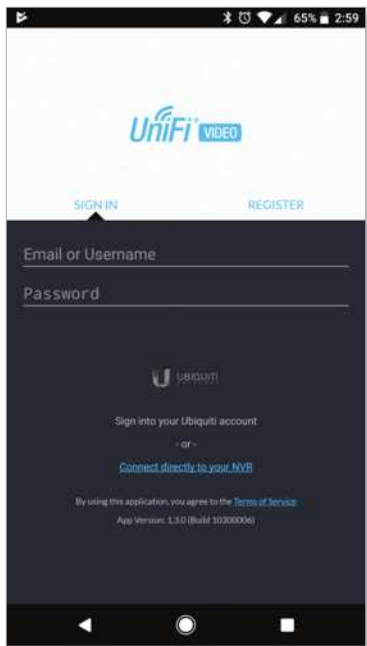 65% 2:59
UniFi® VIDEO
SIGN IN REGISTER
Email or Username
Password
UBIQUITI
Sign into your Ubiquiti account
- or -
Connect directly to your NVR
By using this application, you agree to the Terms of Service
App Version: 1.3.0 (Build 10300006)